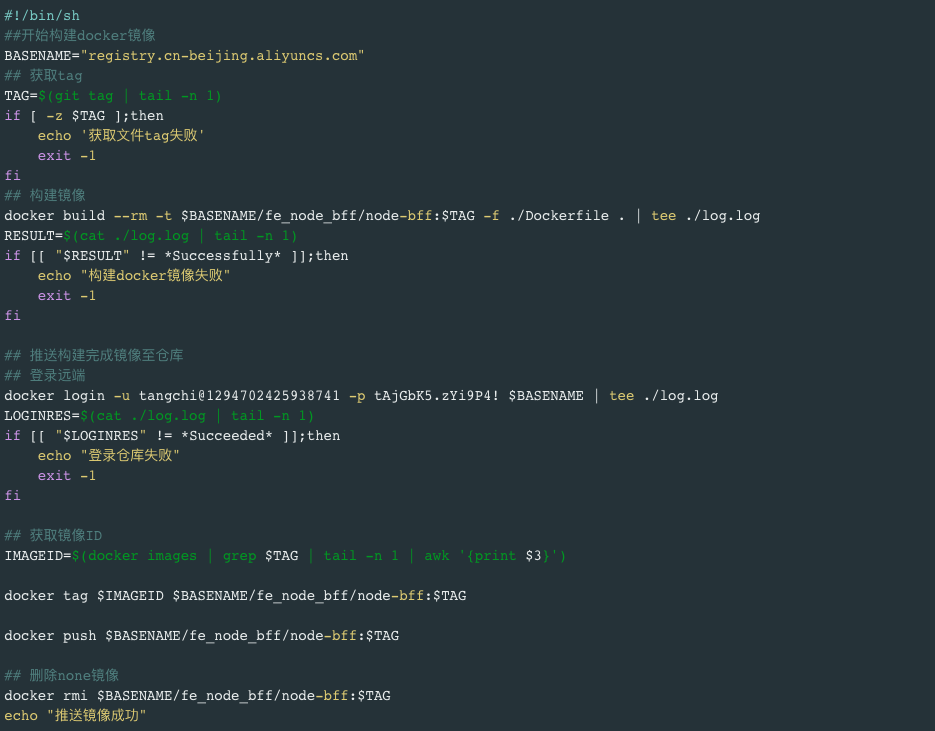 #!/bin/sh
##开始构建docker镜像
BASENAME="registry.cn-beijing.aliyuncs.com"
## 获取tag
TAG=$(git tag | tail -n 1)
if [ -z $TAG ];then
    echo '获取文件tag失败'
    exit -1
fi
## 构建镜像
docker build --rm -t $BASENAME/fe_node_bff/node-bff:$TAG -f ./Dockerfile . | tee ./log.log
RESULT=$(cat ./log.log | tail -n 1)
if [[ "$RESULT" != *Successfully* ]];then
    echo "构建docker镜像失败"
    exit -1
fi

## 推送构建完成镜像至仓库
## 登录远端
docker login -u tangchi@1294702425938741 -p tAjGbK5.zYi9P4! $BASENAME | tee ./log.log
LOGINRES=$(cat ./log.log | tail -n 1)
if [[ "$LOGINRES" != *Succeeded* ]];then
    echo "登录仓库失败"
    exit -1
fi

## 获取镜像ID
IMAGEID=$(docker images | grep $TAG | tail -n 1 | awk '{print $3}')

docker tag $IMAGEID $BASENAME/fe_node_bff/node-bff:$TAG

docker push $BASENAME/fe_node_bff/node-bff:$TAG

## 删除none镜像
docker rmi $BASENAME/fe_node_bff/node-bff:$TAG
echo "推送镜像成功"